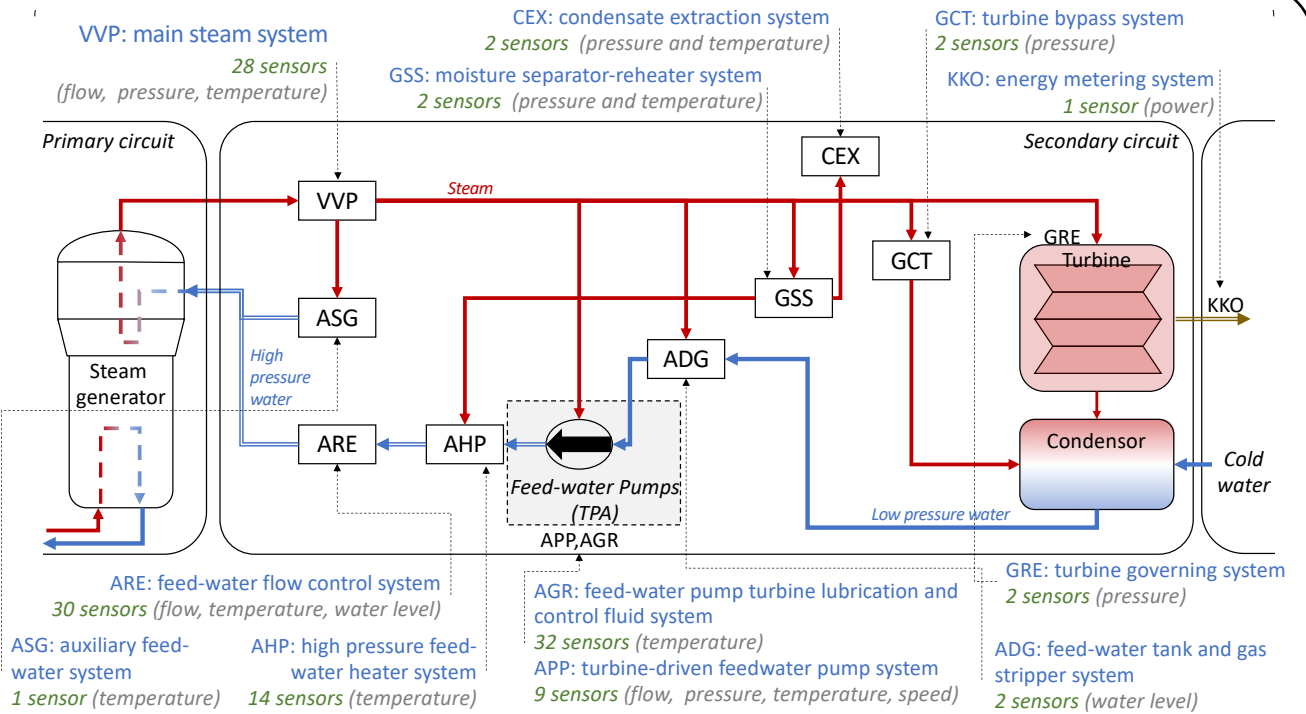 VVP: main steam system
28 sensors
(flow, pressure, temperature)
CEX: condensate extraction system
2 sensors (pressure and temperature)
GSS: moisture separator-reheater system
2 sensors (pressure and temperature)
GCT: turbine bypass system
2 sensors (pressure)
KKO: energy metering system
1 sensor (power)
Primary circuit
Secondary circuit
CEX
VVP
Steam
GRE
Turbine
GCT
GSS
KKO
ASG
ADG
High
pressure
water
Steam
generator
ARE
AHP
Condensor
Cold
water
Feed-water Pumps
(TPA)
Low pressure water
APP,AGR
ARE: feed-water flow control system
30 sensors (flow, temperature, water level)
AGR: feed-water pump turbine lubrication and
control fluid system
32 sensors (temperature)
APP: turbine-driven feedwater pump system
9 sensors (flow, pressure, temperature, speed)
GRE: turbine governing system
2 sensors (pressure)
ASG: auxiliary feed-
water system
1 sensor (temperature)
AHP: high pressure feed-
water heater system
14 sensors (temperature)
ADG: feed-water tank and gas
stripper system
2 sensors (water level)